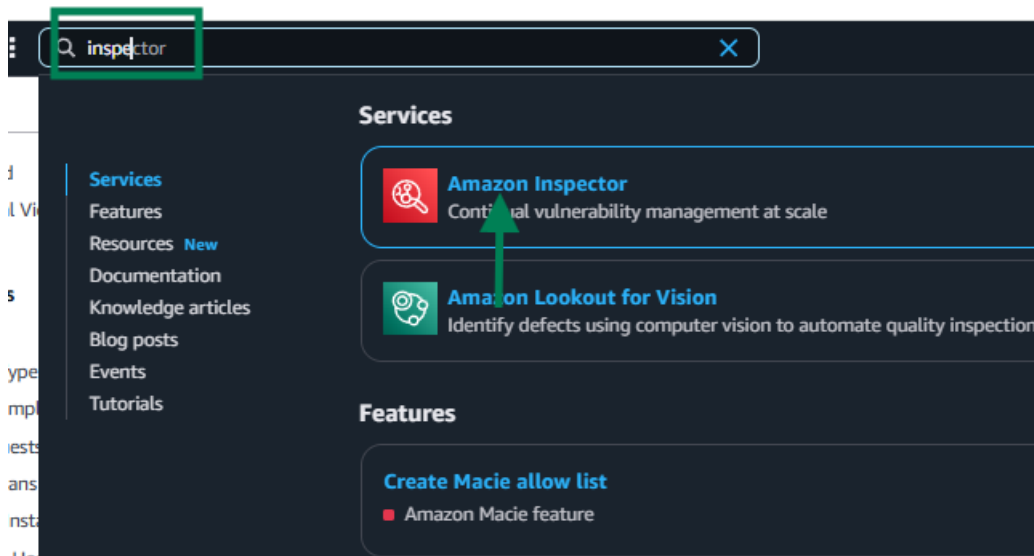 inspector
Services
Services
Features
Resources New
Documentation
Knowledge articles
Blog posts
Events
Tutorials
Amazon Inspector
Continual vulnerability management at scale
Amazon Lookout for Vision
Identify defects using computer vision to automate quality inspection
Features
Create Macie allow list
Amazon Macie feature